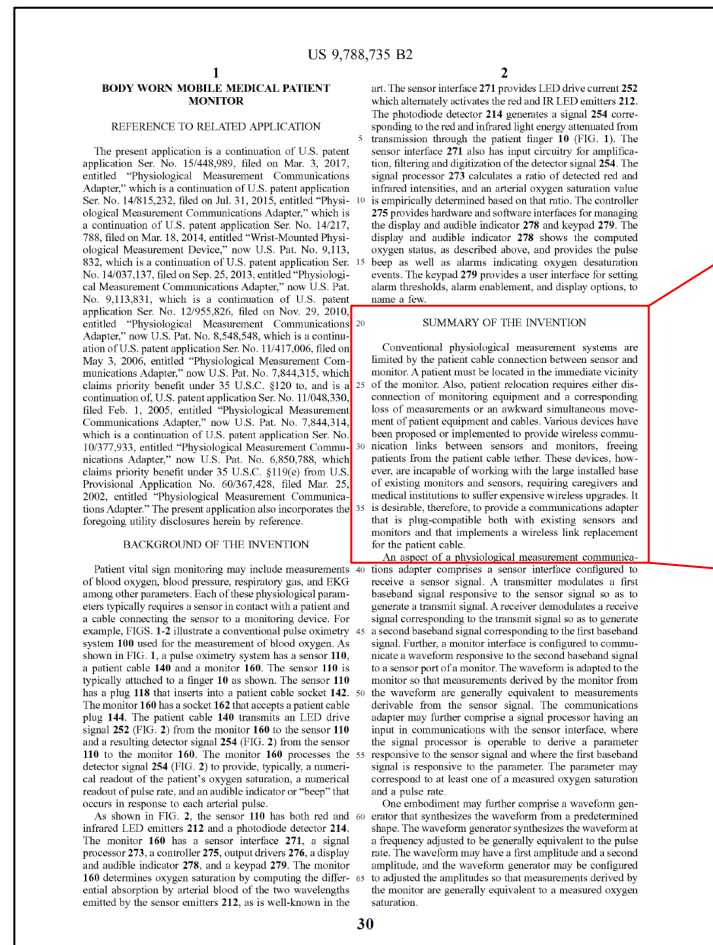 US 9,788,735 B2
1
BODY WORN MOBILE MEDICAL PATIENT
MONITOR
REFERENCE TO RELATED APPLICATION
The present application is a continuation of U.S. patent
application Ser. No. 15/448,989, filed on Mar. 3, 2017,
entitled “Physiological Measurement Communications
Adapter,” which is a continuation of U.S. patent application
Ser. No. 14/815,232, filed on Jul. 31, 2015, entitled “Physi-
ological Measurement Communications Adapter,” which is
a continuation of U.S. patent application Ser. No. 14/217,
788, filed on Mar. 18, 2014, entitled “Wrist-Mounted Physi-
ological Measurement Device,” now U.S. Pat. No. 9,113,
832, which is a continuation of U.S. patent application Ser.
No. 14/037,137, filed on Sep. 25, 2013, entitled “Physiologi-
cal Measurement Communications Adapter,” now U.S. Pat.
No. 9,113,831, which is a continuation of U.S. patent
application Ser. No. 12/955,826, filed on Nov. 29, 2010,
entitled “Physiological Measurement Communications
Adapter,” now U.S. Pat. No. 8,548,548, which is a continu-
ation of U.S. patent application Ser. No. 11/417,006, filed on
May 3, 2006, entitled “Physiological Measurement Com-
munications Adapter,” now U.S. Pat. No. 7,844,315, which
claims priority benefit under 35 U.S.C. §120 to, and is a
continuation of, U.S. patent application Ser. No. 11/048,330,
filed Feb. 1, 2005, entitled “Physiological Measurement
Communications Adapter,” now U.S. Pat. No. 7,844,314,
which is a continuation of U.S. patent application Ser. No.
10/377,933, entitled “Physiological Measurement Commu-
nications Adapter,” now U.S. Pat. No. 6,850,788, which
claims priority benefit under 35 U.S.C. §119(e) from U.S.
Provisional Application No. 60/367,428, filed Mar. 25,
2002, entitled “Physiological Measurement Communica-
tions Adapter.” The present application also incorporates the
foregoing utility disclosures herein by reference.
BACKGROUND OF THE INVENTION
Patient vital sign monitoring may include measurements
of blood oxygen, blood pressure, respiratory gas, and EKG
among other parameters. Each of these physiological param-
eters typically requires a sensor in contact with a patient and
a cable connecting the sensor to a monitoring device. For
example, FIGS. 1-2 illustrate a conventional pulse oximetry
system 100 used for the measurement of blood oxygen. As
shown in FIG. 1, a pulse oximetry system has a sensor 110,
a patient cable 140 and a monitor 160. The sensor 110 is
typically attached to a finger 10 as shown. The sensor 110
has a plug 118 that inserts into a patient cable socket 142.
The monitor 160 has a socket 162 that accepts a patient cable
plug 144. The patient cable 140 transmits an LED drive
signal 252 (FIG. 2) from the monitor 160 to the sensor 110
and a resulting detector signal 254 (FIG. 2) from the sensor
110 to the monitor 160. The monitor 160 processes the
detector signal 254 (FIG. 2) to provide, typically, a numeri-
cal readout of the patient's oxygen saturation, a numerical
readout of pulse rate, and an audible indicator or “beep” that
occurs in response to each arterial pulse.
As shown in FIG. 2, the sensor 110 has both red and
infrared LED emitters 212 and a photodiode detector 214.
The monitor 160 has a sensor interface 271, a signal
processor 273, a controller 275, output drivers 276, a display
and audible indicator 278, and a keypad 279. The monitor
160 determines oxygen saturation by computing the differ-
ential absorption by arterial blood of the two wavelengths
emitted by the sensor emitters 212, as is well-known in the
5
10
15
20
25
30
35
40
45
50
55
60
65
2
art. The sensor interface 271 provides LED drive current 252
which alternately activates the red and IR LED emitters 212.
The photodiode detector 214 generates a signal 254 corre-
sponding to the red and infrared light energy attenuated from
transmission through the patient finger 10 (FIG. 1). The
sensor interface 271 also has input circuitry for amplifica-
tion, filtering and digitization of the detector signal 254. The
signal processor 273 calculates a ratio of detected red and
infrared intensities, and an arterial oxygen saturation value
is empirically determined based on that ratio. The controller
275 provides hardware and software interfaces for managing
the display and audible indicator 278 and keypad 279. The
display and audible indicator 278 shows the computed
oxygen status, as described above, and provides the pulse
beep as well as alarms indicating oxygen desaturation
events. The keypad 279 provides a user interface for setting
alarm thresholds, alarm enablement, and display options, to
name a few.
SUMMARY OF THE INVENTION
Conventional physiological measurement systems are
limited by the patient cable connection between sensor and
monitor. A patient must be located in the immediate vicinity
of the monitor. Also, patient relocation requires either dis-
connection of monitoring equipment and a corresponding
loss of measurements or an awkward simultaneous move-
ment of patient equipment and cables. Various devices have
been proposed or implemented to provide wireless commu-
nication links between sensors and monitors, freeing
patients from the patient cable tether. These devices, how-
ever, are incapable of working with the large installed base
of existing monitors and sensors, requiring caregivers and
medical institutions to suffer expensive wireless upgrades. It
is desirable, therefore, to provide a communications adapter
that is plug-compatible both with existing sensors and
monitors and that implements a wireless link replacement
for the patient cable.
An aspect of a physiological measurement communica-
tions adapter comprises a sensor interface configured to
receive a sensor signal. A transmitter modulates a first
baseband signal responsive to the sensor signal so as to
generate a transmit signal. A receiver demodulates a receive
signal corresponding to the transmit signal so as to generate
a second baseband signal corresponding to the first baseband
signal. Further, a monitor interface is configured to commu-
nicate a waveform responsive to the second baseband signal
to a sensor port of a monitor. The waveform is adapted to the
monitor so that measurements derived by the monitor from
the waveform are generally equivalent to measurements
derivable from the sensor signal. The communications
adapter may further comprise a signal processor having an
input in communications with the sensor interface, where
the signal processor is operable to derive a parameter
responsive to the sensor signal and where the first baseband
signal is responsive to the parameter. The parameter may
correspond to at least one of a measured oxygen saturation
and a pulse rate.
One embodiment may further comprise a waveform gen-
erator that synthesizes the waveform from a predetermined
shape. The waveform generator synthesizes the waveform at
a frequency adjusted to be generally equivalent to the pulse
rate. The waveform may have a first amplitude and a second
amplitude, and the waveform generator may be configured
to adjusted the amplitudes so that measurements derived by
the monitor are generally equivalent to a measured oxygen
saturation.
30